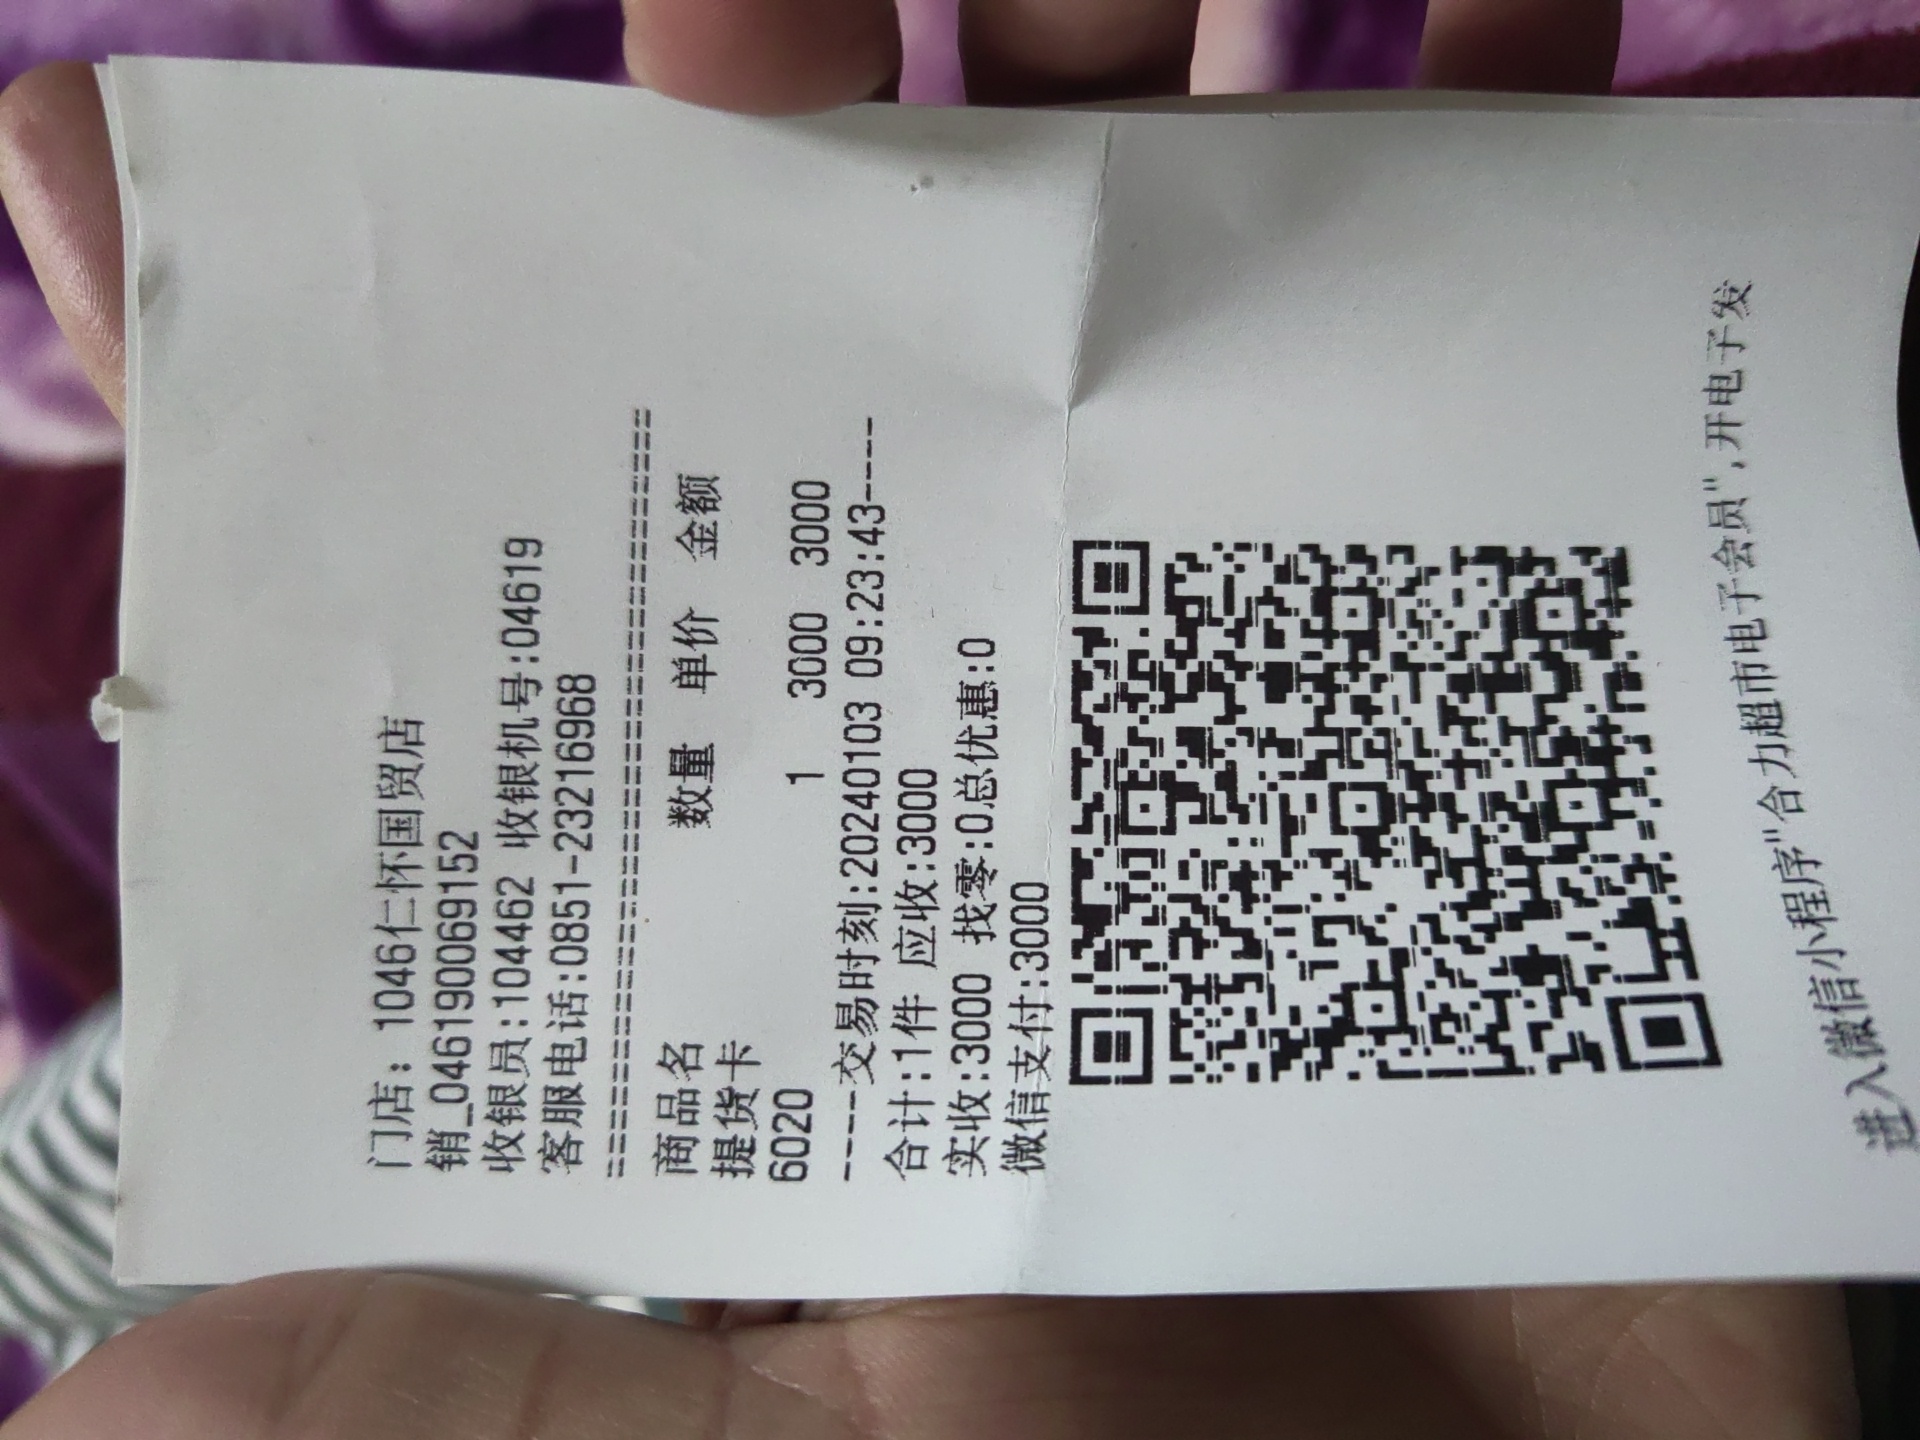 门店: 1046仁怀国贸店
销_046190069152
收银员:104462 收银机号:04619
客服电话:0851-23216968
==========================================
商品名 数量 单价 金额
提货卡
6020 1 3000 3000
----交易时刻:20240103 09:23:43----
合计:1件 应收:3000
实收:3000 找零:0总优惠:0
微信支付:3000
进入微信小程序"合力超市电子会员",开电子发